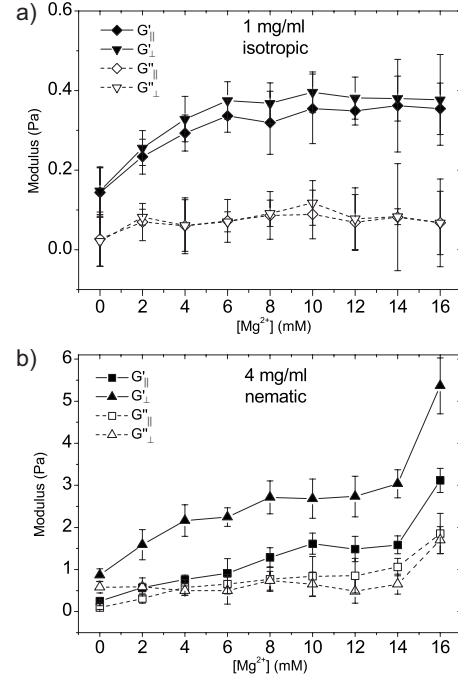 a)
1 mg/ml
isotropic
G'||
G'⊥
G''||
G''⊥
Modulus (Pa)
0.4
0.2
0.0
0 2 4 6 8 10 12 14 16
[Mg²⁺] (mM)
b)
4 mg/ml
nematic
G'||
G'⊥
G''||
G''⊥
Modulus (Pa)
6
5
4
3
2
1
0
0 2 4 6 8 10 12 14 16
[Mg²⁺] (mM)